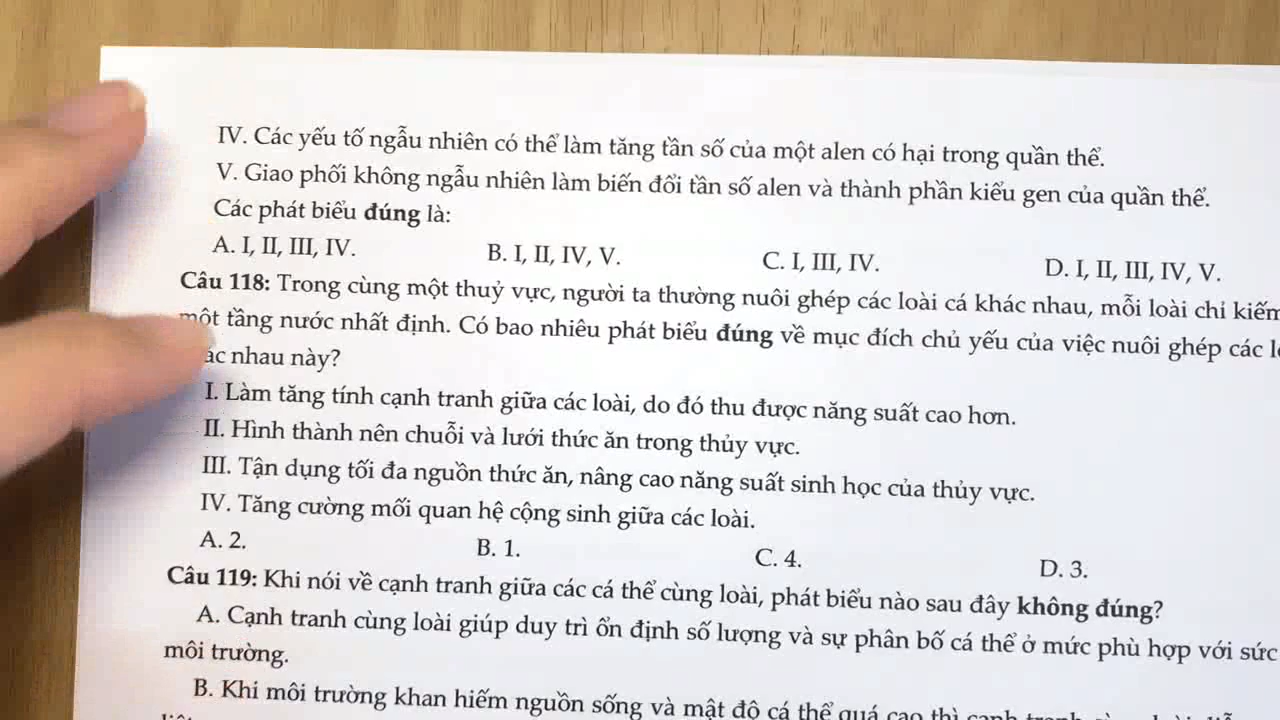 IV. Các yếu tố ngẫu nhiên có thể làm tăng tần số của một alen có hại trong quần thể.
V. Giao phối không ngẫu nhiên làm biến đổi tần số alen và thành phần kiểu gen của quần thể.
Các phát biểu đúng là:
A. I, II, III, IV. B. I, II, IV, V. C. I, III, IV. D. I, II, III, IV, V.
Câu 118: Trong cùng một thuỷ vực, người ta thường nuôi ghép các loài cá khác nhau, mỗi loài chỉ kiếm
một tầng nước nhất định. Có bao nhiêu phát biểu đúng về mục đích chủ yếu của việc nuôi ghép các
nhau này?
I. Làm tăng tính cạnh tranh giữa các loài, do đó thu được năng suất cao hơn.
II. Hình thành nên chuỗi và lưới thức ăn trong thủy vực.
III. Tận dụng tối đa nguồn thức ăn, nâng cao năng suất sinh học của thủy vực.
IV. Tăng cường mối quan hệ cộng sinh giữa các loài.
A. 2. B. 1. C. 4. D. 3.
Câu 119: Khi nói về cạnh tranh giữa các cá thể cùng loài, phát biểu nào sau đây không đúng?
A. Cạnh tranh cùng loài giúp duy trì ổn định số lượng và sự phân bố cá thể ở mức phù hợp với sức
môi trường.
B. Khi môi trường khan hiếm nguồn sống và mật độ cá thể quá cao thì cạnh tranh